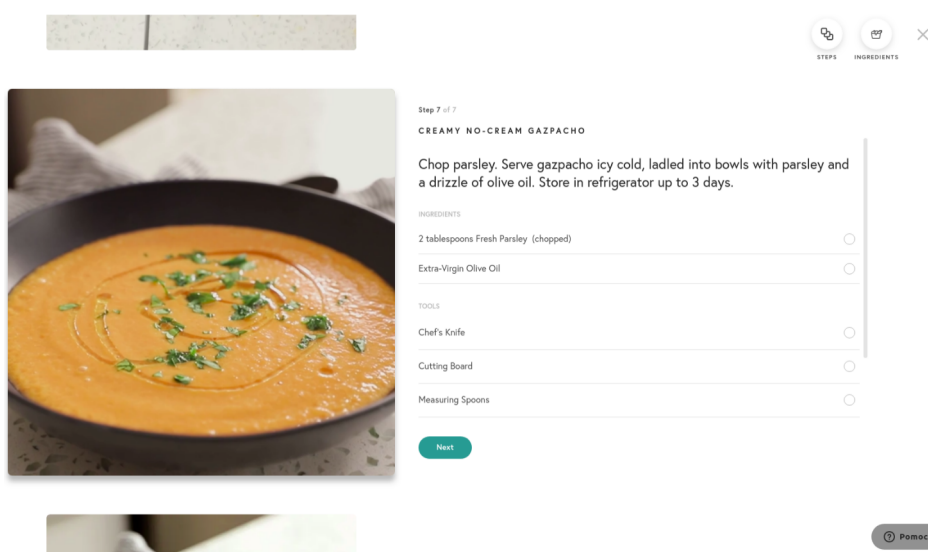 STEPS
INGREDIENTS
Step 7 of 7
CREAMY NO-CREAM GAZPACHO
Chop parsley. Serve gazpacho icy cold, ladled into bowls with parsley and
a drizzle of olive oil. Store in refrigerator up to 3 days.
INGREDIENTS
2 tablespoons Fresh Parsley (chopped)
Extra-Virgin Olive Oil
TOOLS
Chef's Knife
Cutting Board
Measuring Spoons
Next
Pomoc